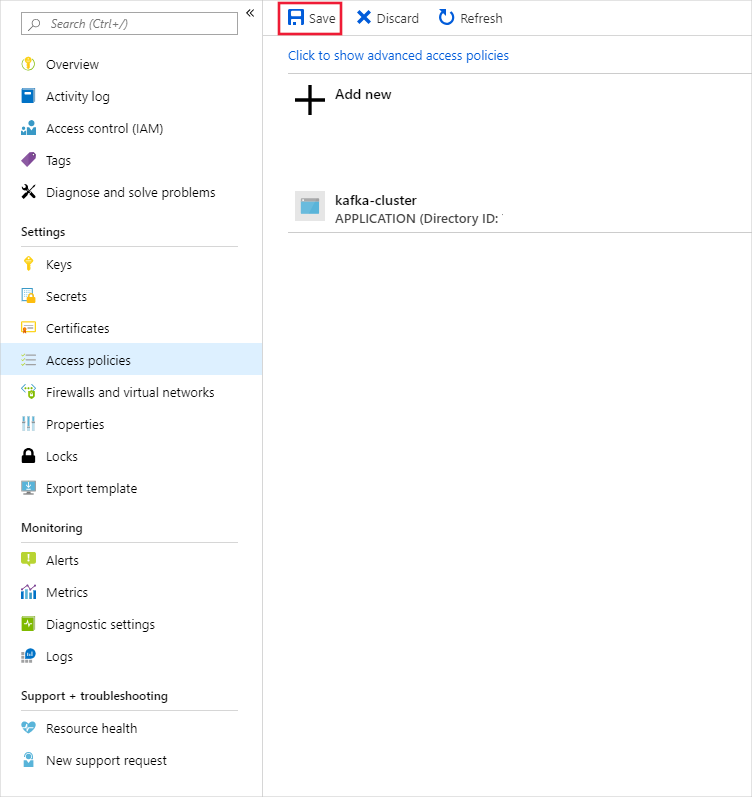 Search (Ctrl+/)
«
Overview
Activity log
Access control (IAM)
Tags
Diagnose and solve problems
Settings
Keys
Secrets
Certificates
Access policies
Firewalls and virtual networks
Properties
Locks
Export template
Monitoring
Alerts
Metrics
Diagnostic settings
Logs
Support + troubleshooting
Resource health
New support request
Save Discard Refresh
Click to show advanced access policies
Add new
kafka-cluster
APPLICATION (Directory ID: